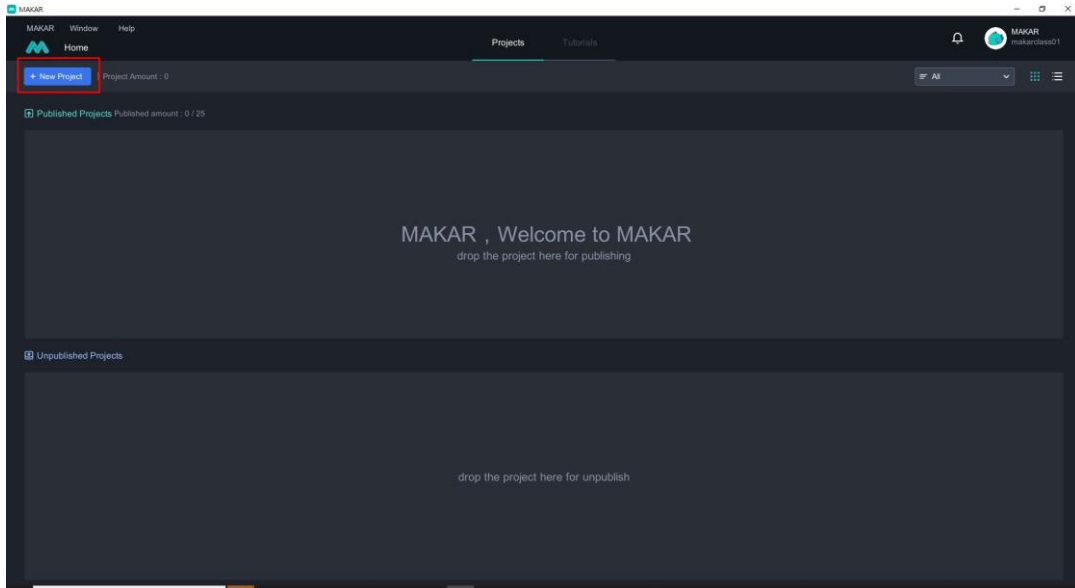 MAKAR
MAKAR Window Help
Home
Projects Tutorials
MAKAR
makarclass01
+ New Project Project Amount : 0
All
Published Projects Published amount : 0 / 25
MAKAR , Welcome to MAKAR
drop the project here for publishing
Unpublished Projects
drop the project here for unpublish